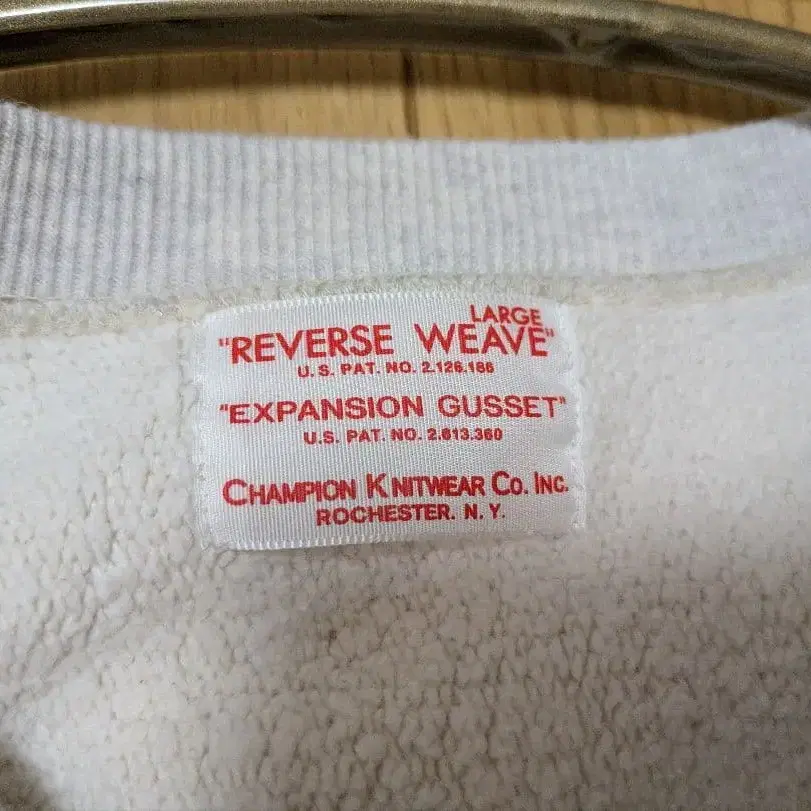 LARGE
"REVERSE WEAVE"
U.S. PAT. NO. 2.126.186
"EXPANSION GUSSET"
U.S. PAT. NO. 2.613.360
CHAMPION KNITWEAR CO. INC.
ROCHESTER. N.Y.